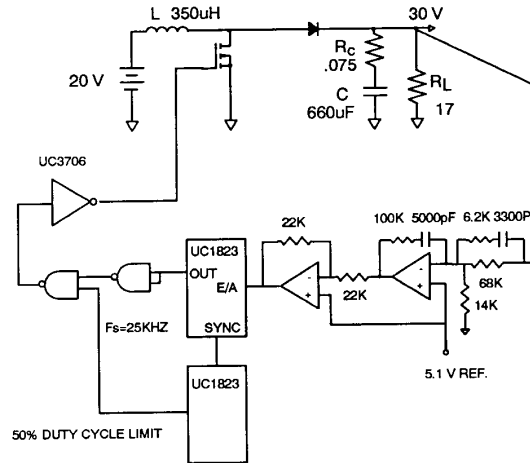 L 350uH
30 V
Rc
.075
20 V
C
660uF
RL
17
UC3706
22K
100K 5000pF
6.2K 3300P
UC1823
OUT
E/A
22K
68K
14K
Fs=25KHZ
SYNC
5.1 V REF.
UC1823
50% DUTY CYCLE LIMIT
- 
+
-
+